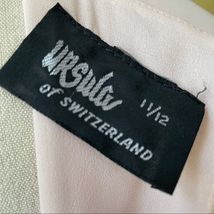 URSULA
OF SWITZERLAND
11/12